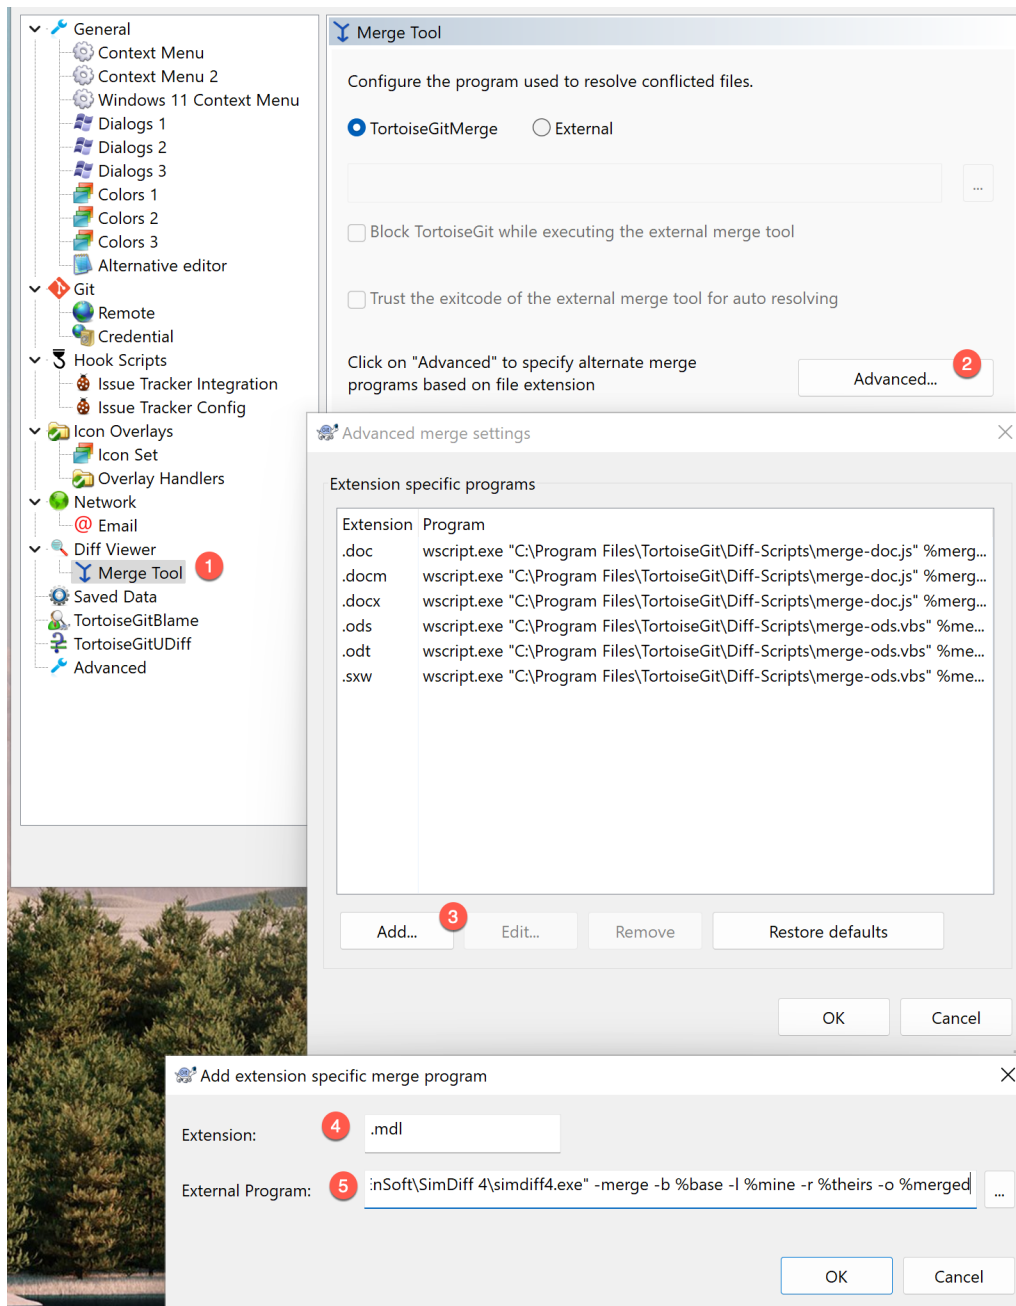 General
Context Menu
Context Menu 2
Windows 11 Context Menu
Dialogs 1
Dialogs 2
Dialogs 3
Colors 1
Colors 2
Colors 3
Alternative editor
Git
Remote
Credential
Hook Scripts
Issue Tracker Integration
Issue Tracker Config
Icon Overlays
Icon Set
Overlay Handlers
Network
@ Email
Diff Viewer
Merge Tool 1
Saved Data
TortoiseGitBlame
TortoiseGitUDiff
Advanced
Merge Tool
Configure the program used to resolve conflicted files.
TortoiseGitMerge External
...
Block TortoiseGit while executing the external merge tool
Trust the exitcode of the external merge tool for auto resolving
Click on "Advanced" to specify alternate merge
programs based on file extension
Advanced... 2
Advanced merge settings
Extension specific programs
Extension Program
.doc wscript.exe "C:\Program Files\TortoiseGit\Diff-Scripts\merge-doc.js" %merg...
.docm wscript.exe "C:\Program Files\TortoiseGit\Diff-Scripts\merge-doc.js" %merg...
.docx wscript.exe "C:\Program Files\TortoiseGit\Diff-Scripts\merge-doc.js" %merg...
.ods wscript.exe "C:\Program Files\TortoiseGit\Diff-Scripts\merge-ods.vbs" %me...
.odt wscript.exe "C:\Program Files\TortoiseGit\Diff-Scripts\merge-ods.vbs" %me...
.sxw wscript.exe "C:\Program Files\TortoiseGit\Diff-Scripts\merge-ods.vbs" %me...
Add... 3 Edit... Remove Restore defaults
OK Cancel
Add extension specific merge program
Extension: 4 .mdl
External Program: 5 nSoft\SimDiff 4\simdiff4.exe" -merge -b %base -l %mine -r %theirs -o %merged ...
OK Cancel